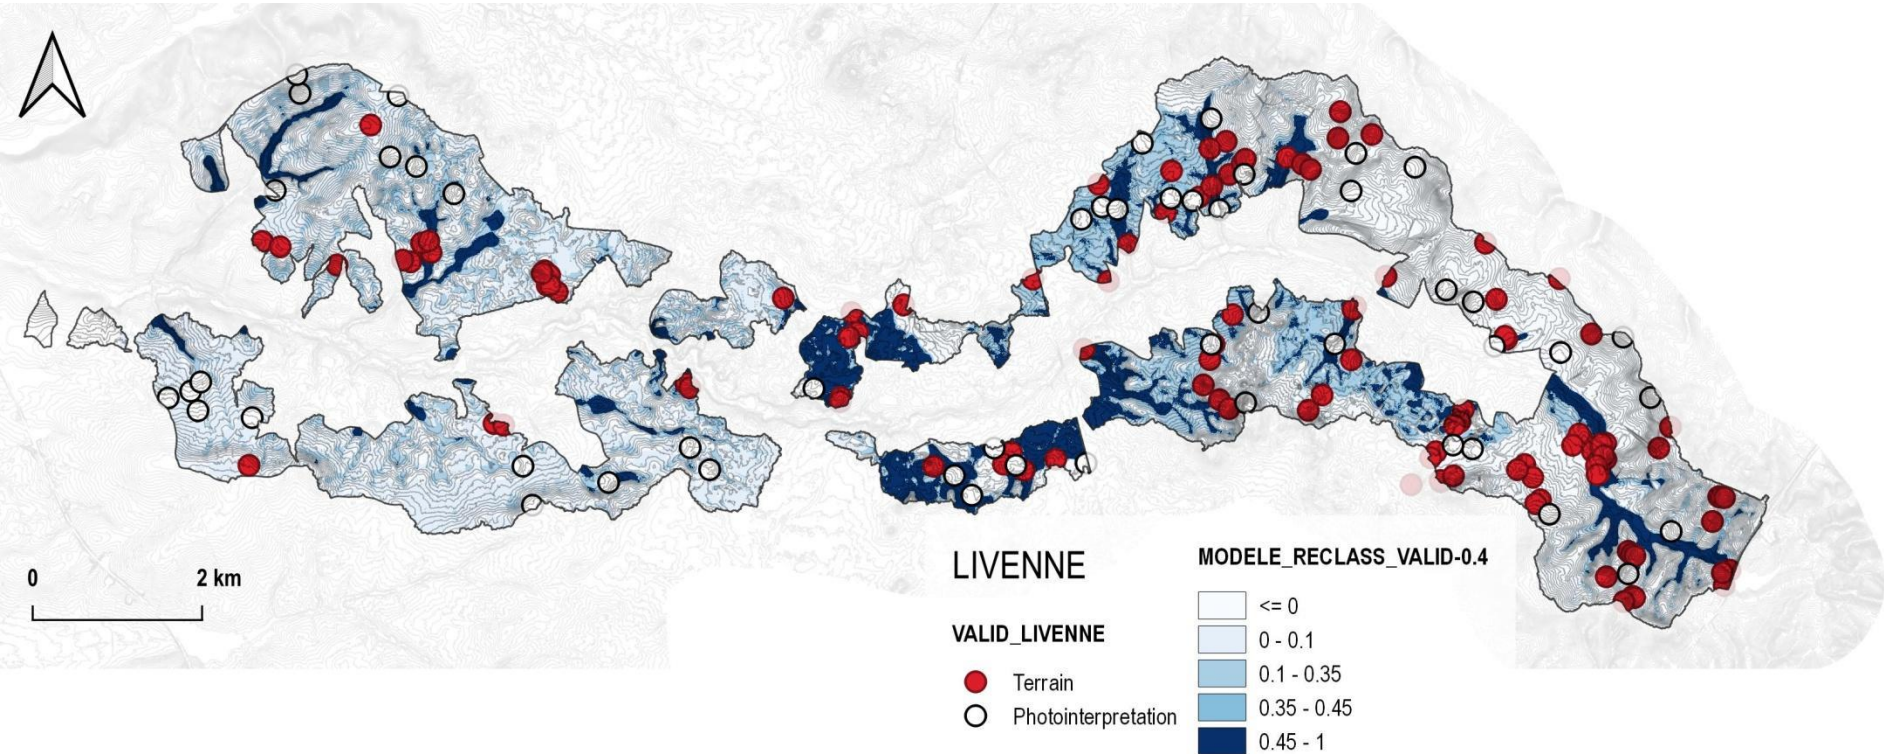 0 2 km
LIVENNE
VALID_LIVENNE
Terrain
Photointerpretation
MODELE_RECLASS_VALID-0.4
<= 0
0 - 0.1
0.1 - 0.35
0.35 - 0.45
0.45 - 1